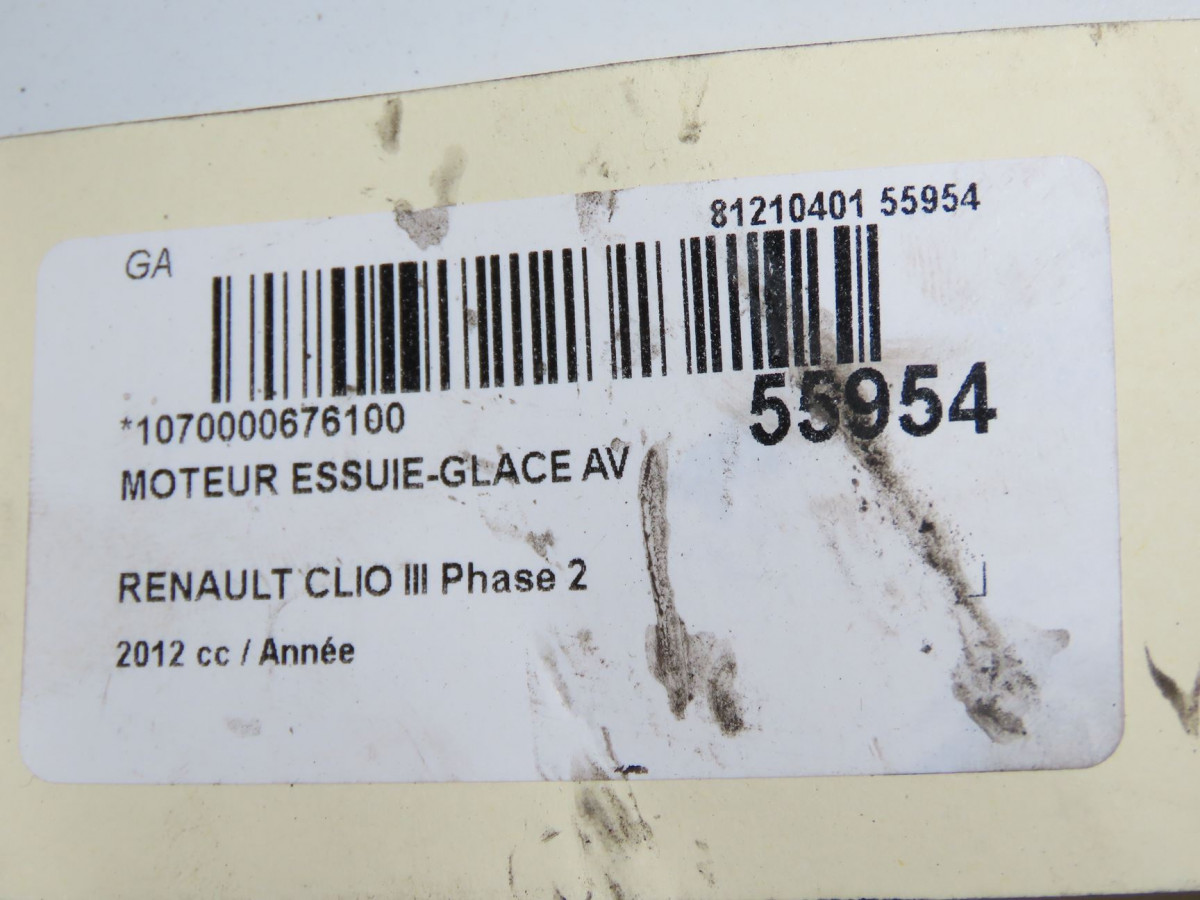 81210401 55954
GA
*1070000676100
55954
MOTEUR ESSUIE-GLACE AV
RENAULT CLIO III Phase 2
2012 cc / Année